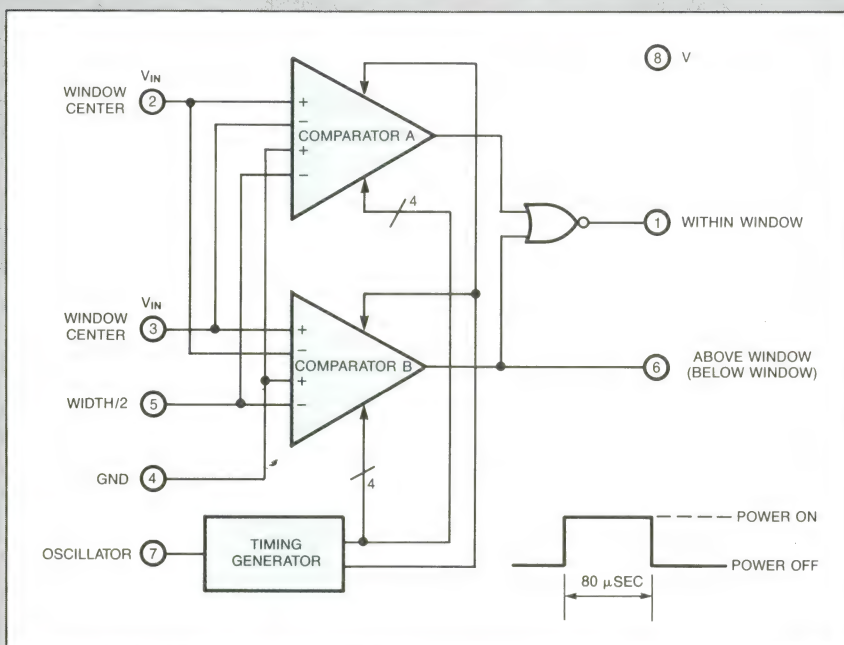 8 V
WINDOW
CENTER
VIN
2
+
−
+
−
COMPARATOR A
4
1 WITHIN WINDOW
WINDOW
CENTER
VIN
3
+
−
+
−
COMPARATOR B
6 ABOVE WINDOW
(BELOW WINDOW)
WIDTH/2 5
GND 4
4
OSCILLATOR 7
TIMING
GENERATOR
POWER ON
POWER OFF
80 μSEC